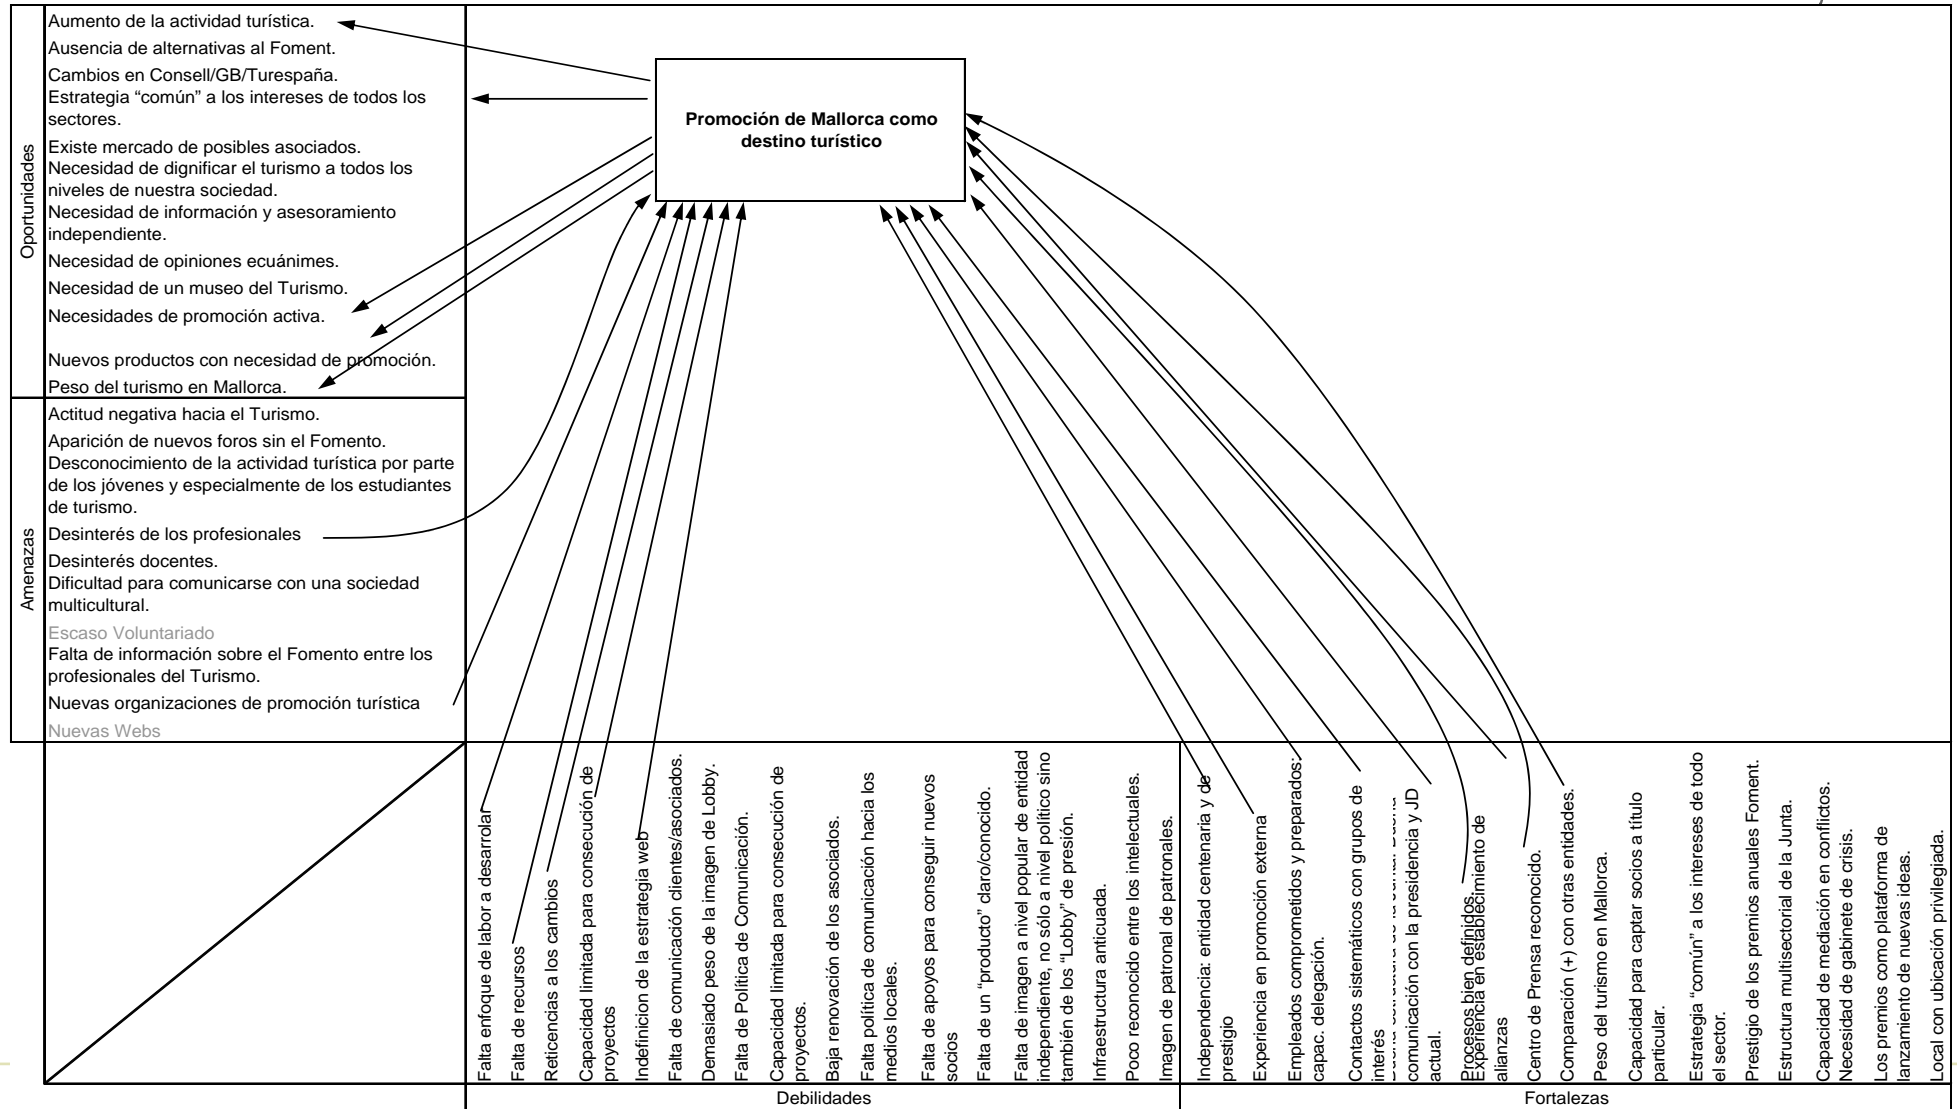 Oportunidades
Aumento de la actividad turística.
Ausencia de alternativas al Foment.
Cambios en Consell/GB/Turespaña.
Estrategia “común” a los intereses de todos los
sectores.
Existe mercado de posibles asociados.
Necesidad de dignificar el turismo a todos los
niveles de nuestra sociedad.
Necesidad de información y asesoramiento
independiente.
Necesidad de opiniones ecuánimes.
Necesidad de un museo del Turismo.
Necesidades de promoción activa.
Nuevos productos con necesidad de promoción.
Peso del turismo en Mallorca.
Promoción de Mallorca como
destino turístico
Amenazas
Actitud negativa hacia el Turismo.
Aparición de nuevos foros sin el Fomento.
Desconocimiento de la actividad turística por parte
de los jóvenes y especialmente de los estudiantes
de turismo.
Desinterés de los profesionales
Desinterés docentes.
Dificultad para comunicarse con una sociedad
multicultural.
Escaso Voluntariado
Falta de información sobre el Fomento entre los
profesionales del Turismo.
Nuevas organizaciones de promoción turística
Nuevas Webs
Falta enfoque de labor a desarrolar
Falta de recursos
Reticencias a los cambios
Capacidad limitada para consecución de
proyectos
Indefinicion de la estrategia web
Falta de comunicación clientes/asociados.
Demasiado peso de la imagen de Lobby.
Falta de Política de Comunicación.
Capacidad limitada para consecución de
proyectos.
Baja renovación de los asociados.
Falta política de comunicación hacia los
medios locales.
Falta de apoyos para conseguir nuevos
socios
Falta de un “producto” claro/conocido.
Falta de imagen a nivel popular de entidad
independiente, no sólo a nivel político sino
también de los “Lobby” de presión.
Infraestructura anticuada.
Poco reconocido entre los intelectuales.
Imagen de patronal de patronales.
Independencia: entidad centenaria y de
prestigio
Experiencia en promoción externa
Empleados comprometidos y preparados:
capac. delegación.
Contactos sistemáticos con grupos de
interés
comunicación con la presidencia y JD
actual.
Procesos bien definidos
Experiencia en establecimiento de
alianzas
Centro de Prensa reconocido.
Comparación (+) con otras entidades.
Peso del turismo en Mallorca.
Capacidad para captar socios a título
particular.
Estrategia “común” a los intereses de todo
el sector.
Prestigio de los premios anuales Foment.
Estructura multisectorial de la Junta.
Capacidad de mediación en conflictos.
Necesidad de gabinete de crisis.
Los premios como plataforma de
lanzamiento de nuevas ideas.
Local con ubicación privilegiada.
Debilidades
Fortalezas